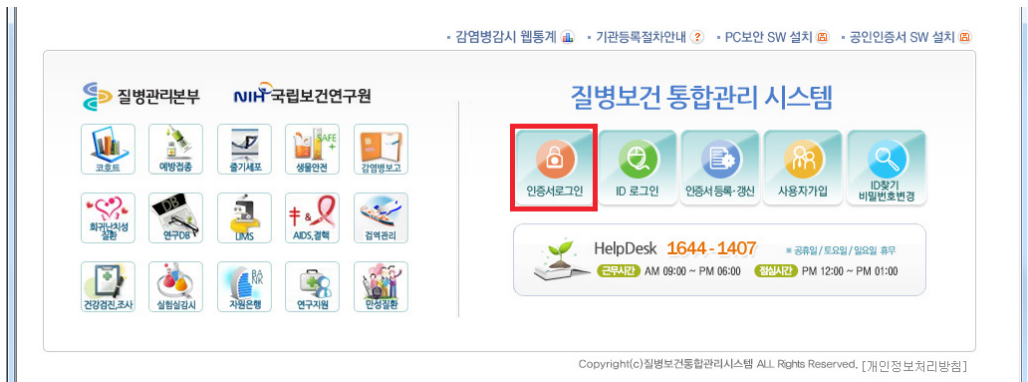 감염병감시 웹통계 기관등록절차안내 PC보안 SW 설치 공인인증서 SW 설치
질병관리본부 NIH 국립보건연구원
코호트 예방접종 줄기세포 생물안전 감염병보고
SAFE
희귀난치성
질환 연구DB LIMS AIDS,결핵 검역관리
DB
&
BANK
건강검진,조사 실험실감시 자원은행 연구지원 만성질환
질병보건 통합관리 시스템
인증서로그인 ID 로그인 인증서 등록·갱신 사용자가입 ID찾기
비밀번호변경
HelpDesk 1644-1407 공휴일/토요일/일요일 휴무
근무시간 AM 09:00 ~ PM 06:00 점심시간 PM 12:00 ~ PM 01:00
Copyright(c)질병보건통합관리시스템 ALL Rights Reserved. [개인정보처리방침]